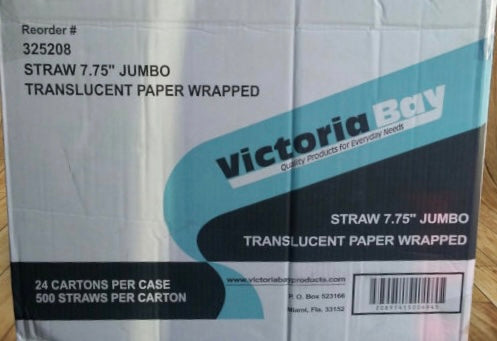 Reorder #
325208
STRAW 7.75" JUMBO
TRANSLUCENT PAPER WRAPPED
Victoria Bay
Quality Products for Everyday Needs
STRAW 7.75" JUMBO
TRANSLUCENT PAPER WRAPPED
24 CARTONS PER CASE
500 STRAWS PER CARTON
www.victoriabayproducts.com
P. O. Box 523166
Miami, Fla. 33152